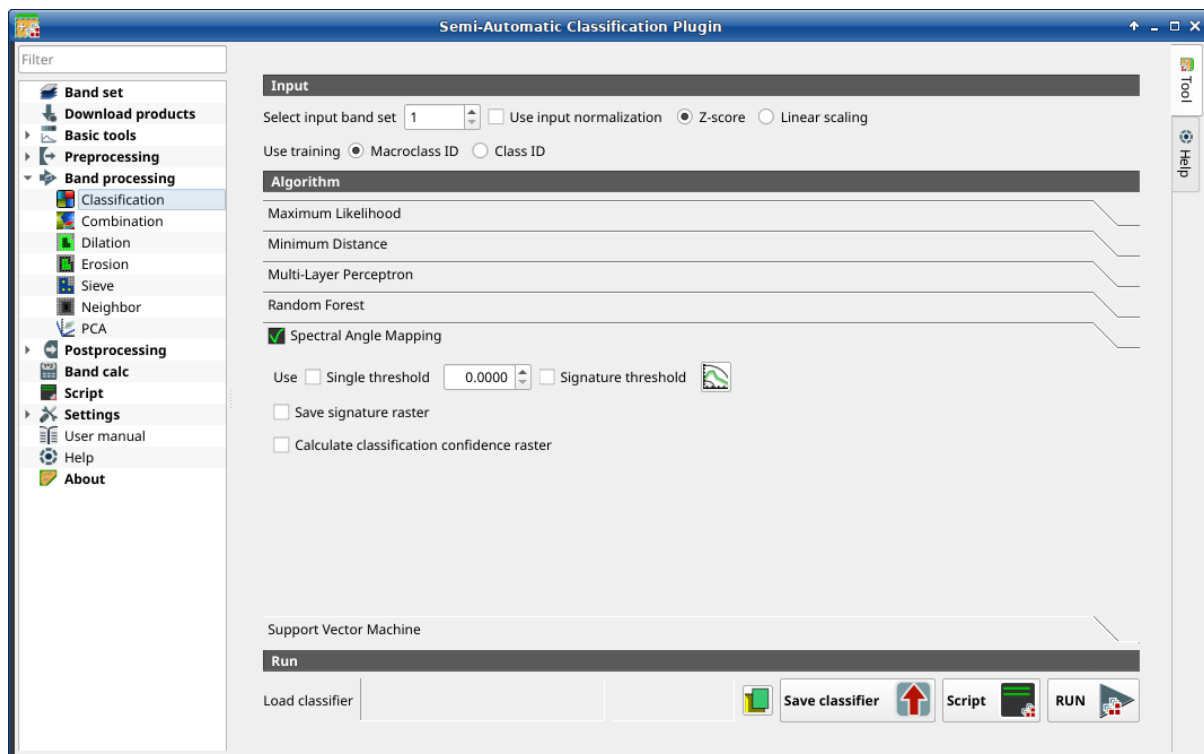 Semi-Automatic Classification Plugin
Filter
Band set
Download products
Basic tools
Preprocessing
Band processing
Classification
Combination
Dilation
Erosion
Sieve
Neighbor
PCA
Postprocessing
Band calc
Script
Settings
User manual
Help
About
Input
Select input band set 1 Use input normalization Z-score Linear scaling
Use training Macroclass ID Class ID
Algorithm
Maximum Likelihood
Minimum Distance
Multi-Layer Perceptron
Random Forest
Spectral Angle Mapping
Use Single threshold 0.0000 Signature threshold
Save signature raster
Calculate classification confidence raster
Support Vector Machine
Run
Load classifier Save classifier Script RUN
Tool
Help